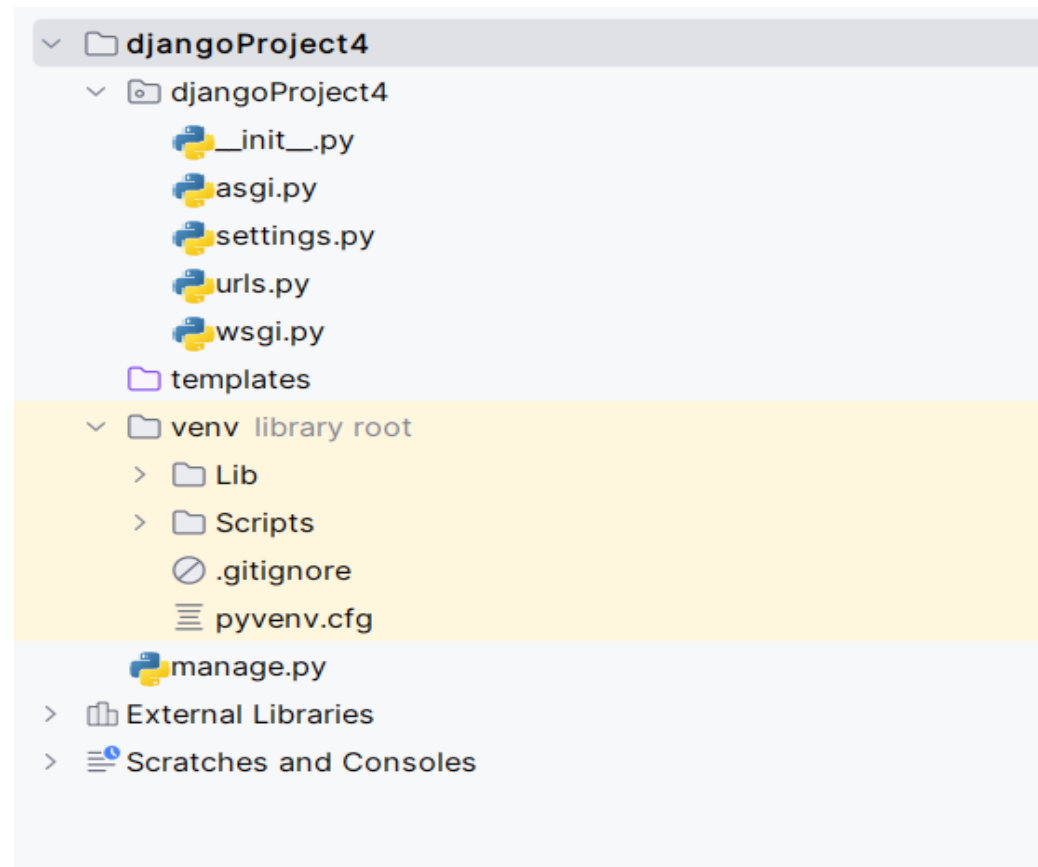 djangoProject4
djangoProject4
__init__.py
asgi.py
settings.py
urls.py
wsgi.py
templates
venv library root
Lib
Scripts
.gitignore
pyvenv.cfg
manage.py
External Libraries
Scratches and Consoles